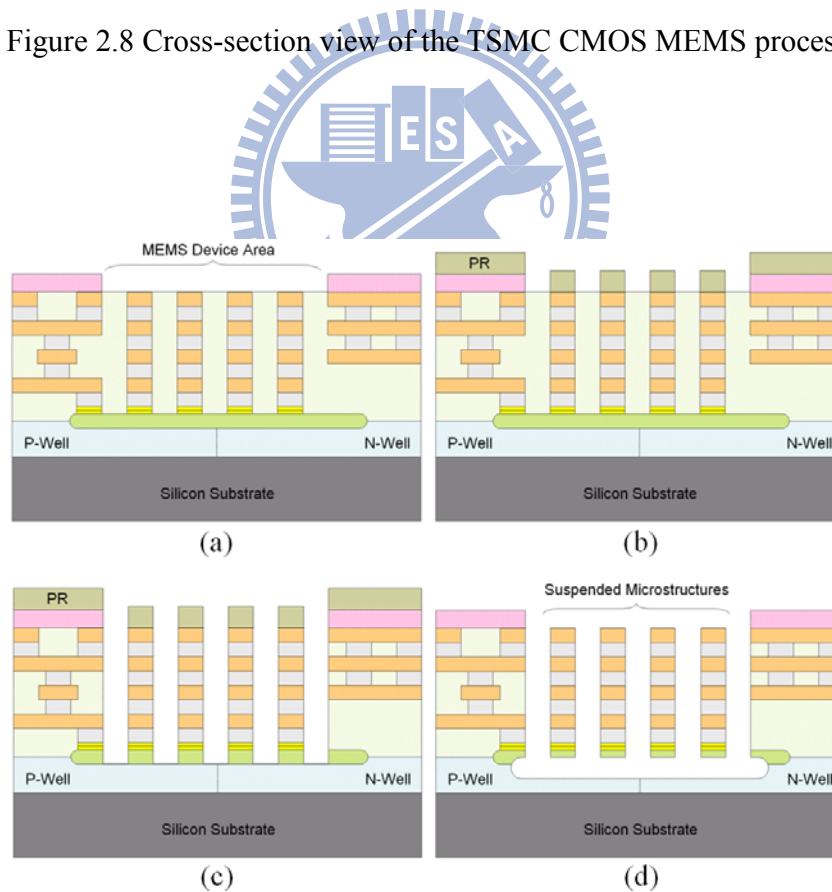 Figure 2.8 Cross-section view of the TSMC CMOS MEMS proces
E S A
MEMS Device Area
P-Well
N-Well
Silicon Substrate
(a)
PR
P-Well
N-Well
Silicon Substrate
(b)
PR
P-Well
N-Well
Silicon Substrate
(c)
Suspended Microstructures
P-Well
N-Well
Silicon Substrate
(d)